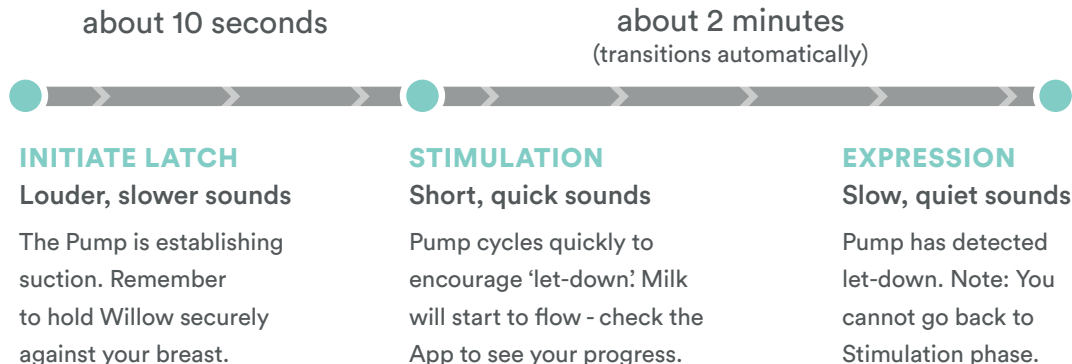 about 10 seconds
about 2 minutes
(transitions automatically)
INITIATE LATCH
Louder, slower sounds
The Pump is establishing
suction. Remember
to hold Willow securely
against your breast.
STIMULATION
Short, quick sounds
Pump cycles quickly to
encourage ‘let-down’. Milk
will start to flow - check the
App to see your progress.
EXPRESSION
Slow, quiet sounds
Pump has detected
let-down. Note: You
cannot go back to
Stimulation phase.